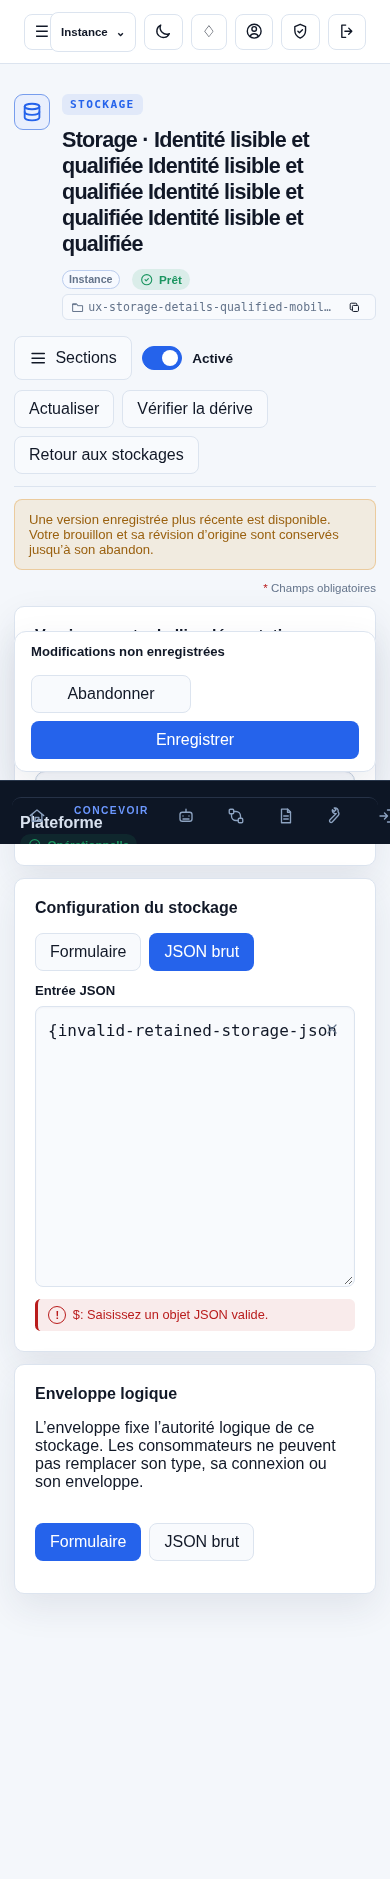 Instance
STOCKAGE
Storage · Identité lisible et
qualifiée Identité lisible et
qualifiée Identité lisible et
qualifiée Identité lisible et
qualifiée
Instance
Prêt
ux-storage-details-qualified-mobil…
Sections
Activé
Actualiser
Vérifier la dérive
Retour aux stockages
Une version enregistrée plus récente est disponible.
Votre brouillon et sa révision d’origine sont conservés
jusqu’à son abandon.
* Champs obligatoires
Modifications non enregistrées
Abandonner
Enregistrer
CONCEVOIR
Plateforme
Opérationnelle
Configuration du stockage
Formulaire
JSON brut
Entrée JSON
{invalid-retained-storage-json
$: Saisissez un objet JSON valide.
Enveloppe logique
L’enveloppe fixe l’autorité logique de ce
stockage. Les consommateurs ne peuvent
pas remplacer son type, sa connexion ou
son enveloppe.
Formulaire
JSON brut